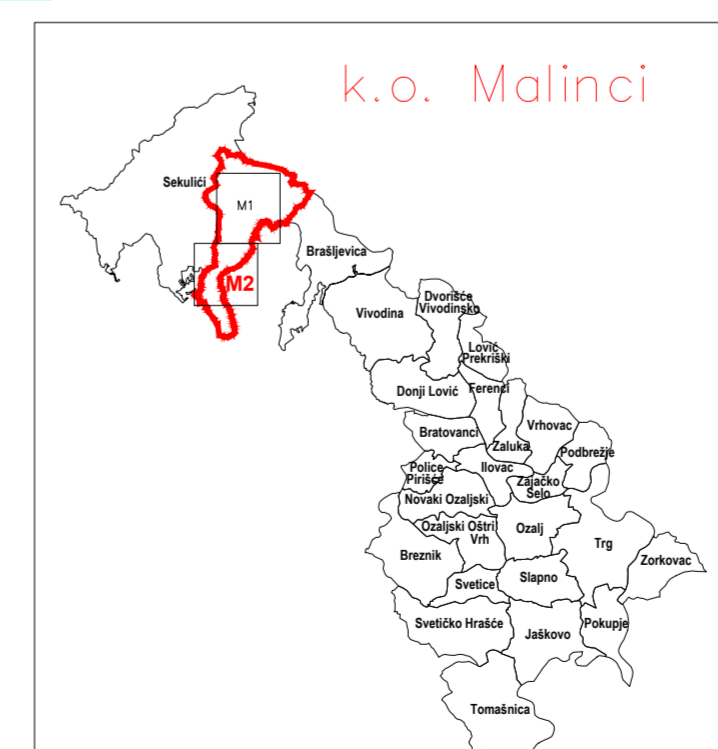 k.o. Malinci
Sekulići
M1
M2
Brašljevica
Vivodina
Dvorišće
Vivodinsko
Lović
Prekriški
Donji Lović
Ferenci
Vrhovac
Bratovanci
Zaluka
Podbrežje
Police
Pirišće
Ilovac
Zajačko
Selo
Novaki Ozaljski
Ozaljski Oštri
Vrh
Ozalj
Trg
Breznik
Zorkovac
Svetice
Slapno
Svetičko Hrašće
Jaškovo
Pokupje
Tomašnica